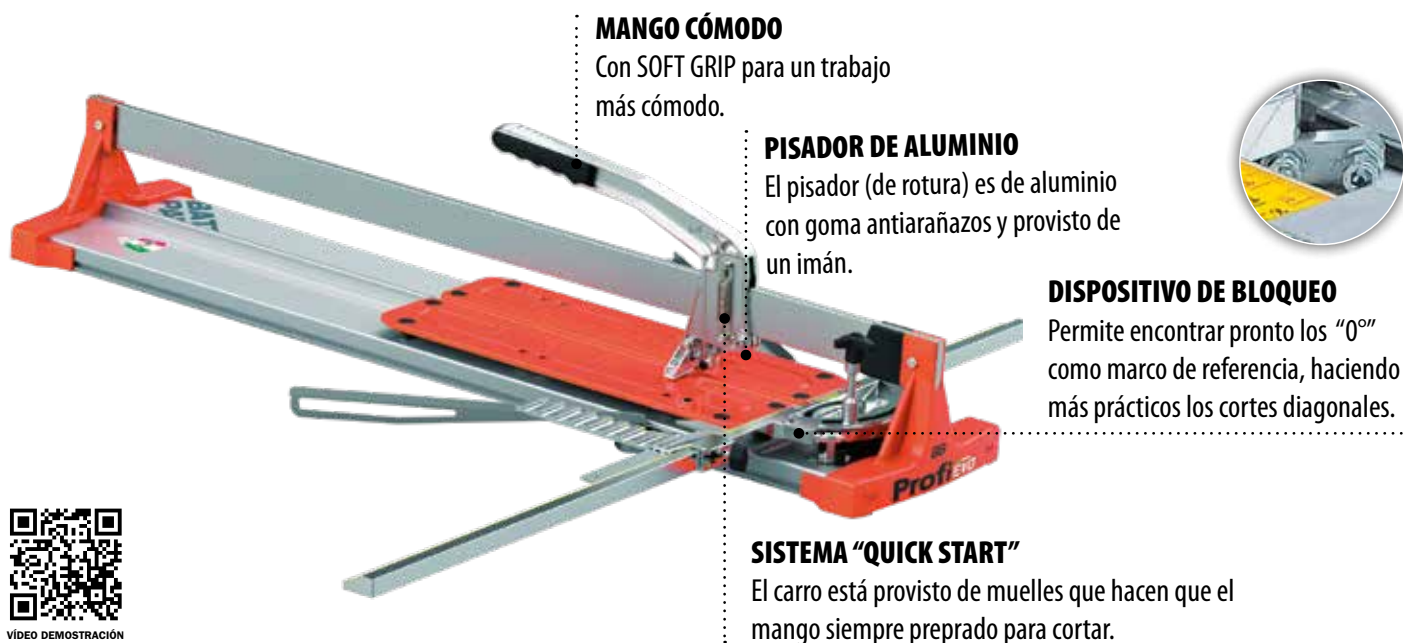 MANGO CÓMODO
Con SOFT GRIP para un trabajo
más cómodo.
PISADOR DE ALUMINIO
El pisador (de rotura) es de aluminio
con goma antiarañazos y provisto de
un imán.
DISPOSITIVO DE BLOQUEO
Permite encontrar pronto los “0°”
como marco de referencia, haciendo
más prácticos los cortes diagonales.
Profi EVO
SISTEMA “QUICK START”
El carro está provisto de muelles que hacen que el
mango siempre preprado para cortar.
VÍDEO DEMOSTRACIÓN